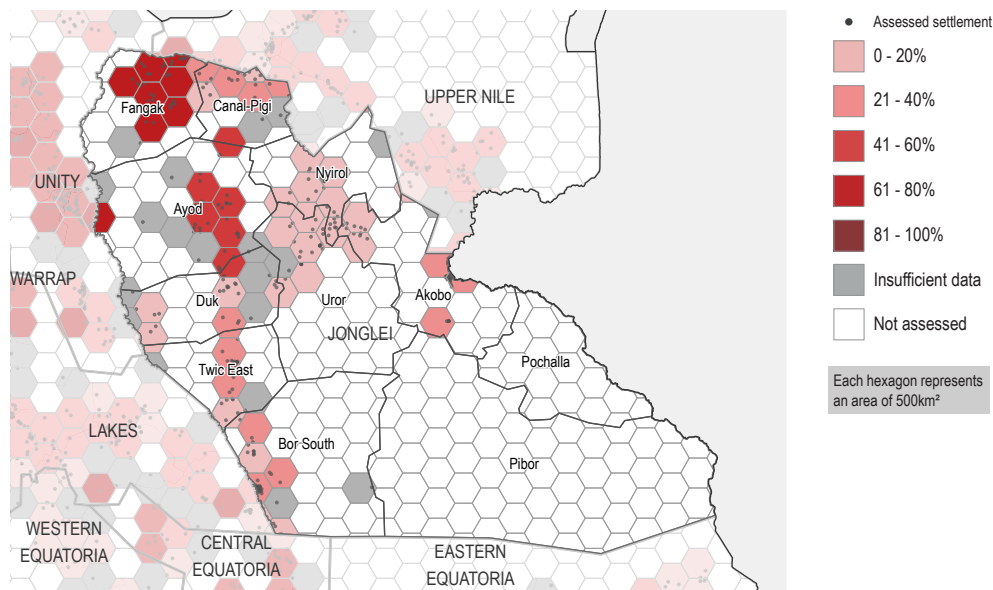 UPPER NILE
Canal-Pigi
Fangak
Nyirol
UNITY
Ayod
WARRAP
Akobo
Duk
Uror
JONGLEI
Pochalla
Twic East
LAKES
Bor South
Pibor
WESTERN
EQUATORIA
CENTRAL
EQUATORIA
EASTERN
EQUATORIA
Assessed settlement
0 - 20%
21 - 40%
41 - 60%
61 - 80%
81 - 100%
Insufficient data
Not assessed
Each hexagon represents
an area of 500km²